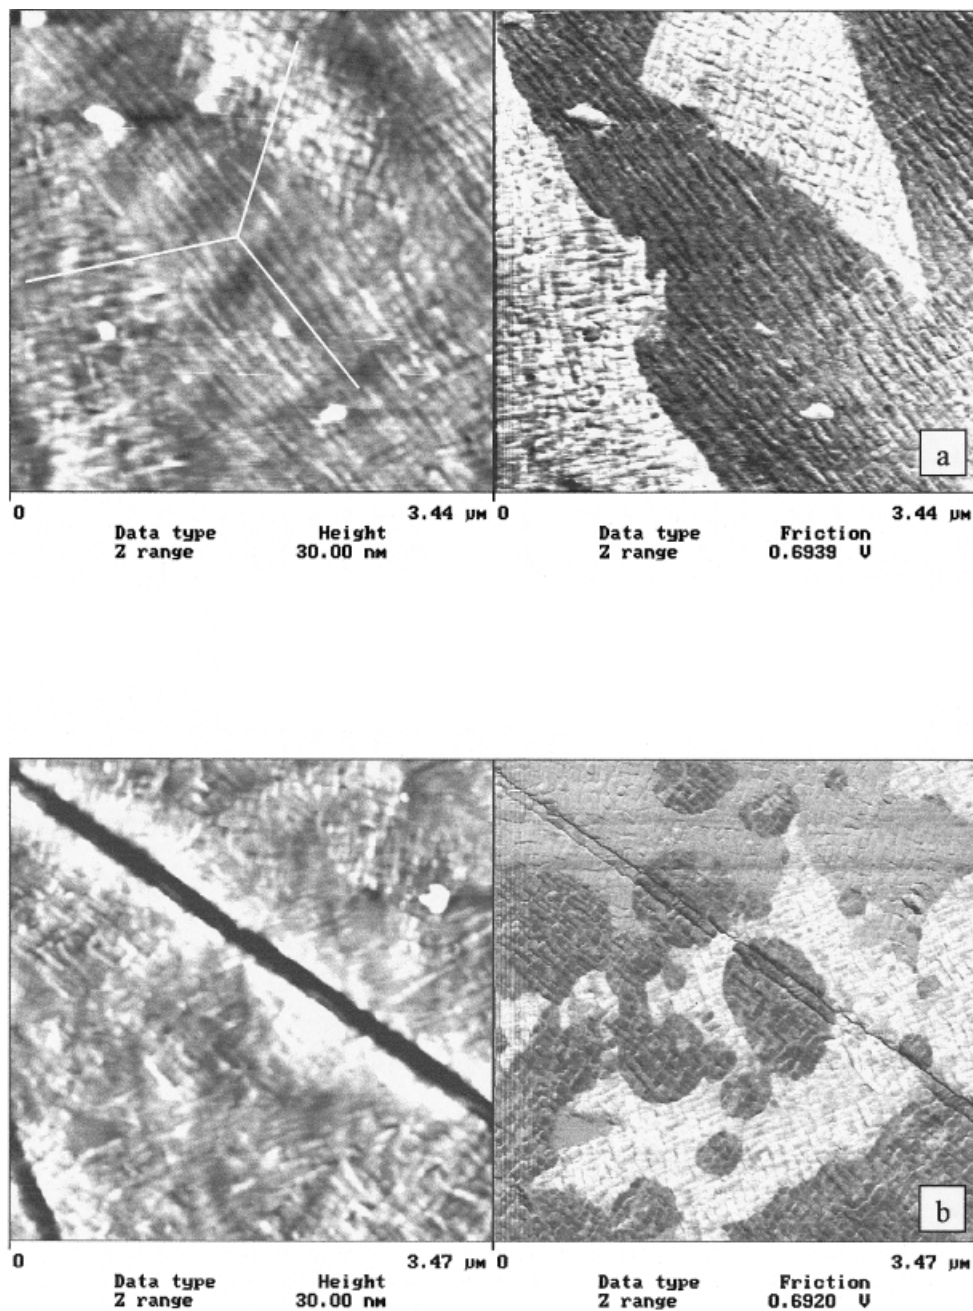 a
0 3.44 µm 0 3.44 µm
Data type Height Data type Friction
Z range 30.00 nm Z range 0.6939 V
b
0 3.47 µm 0 3.47 µm
Data type Height Data type Friction
Z range 30.00 nm Z range 0.6920 V